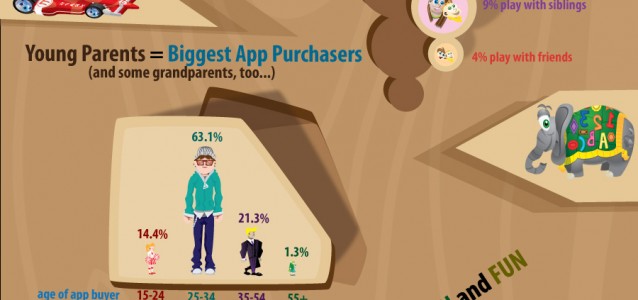 9% play with siblings
4% play with friends
Young Parents = Biggest App Purchasers
(and some grandparents, too...)
63.1%
21.3%
14.4%
1.3%
age of app buyer 15-24 25-34 35-54 55+
and FUN